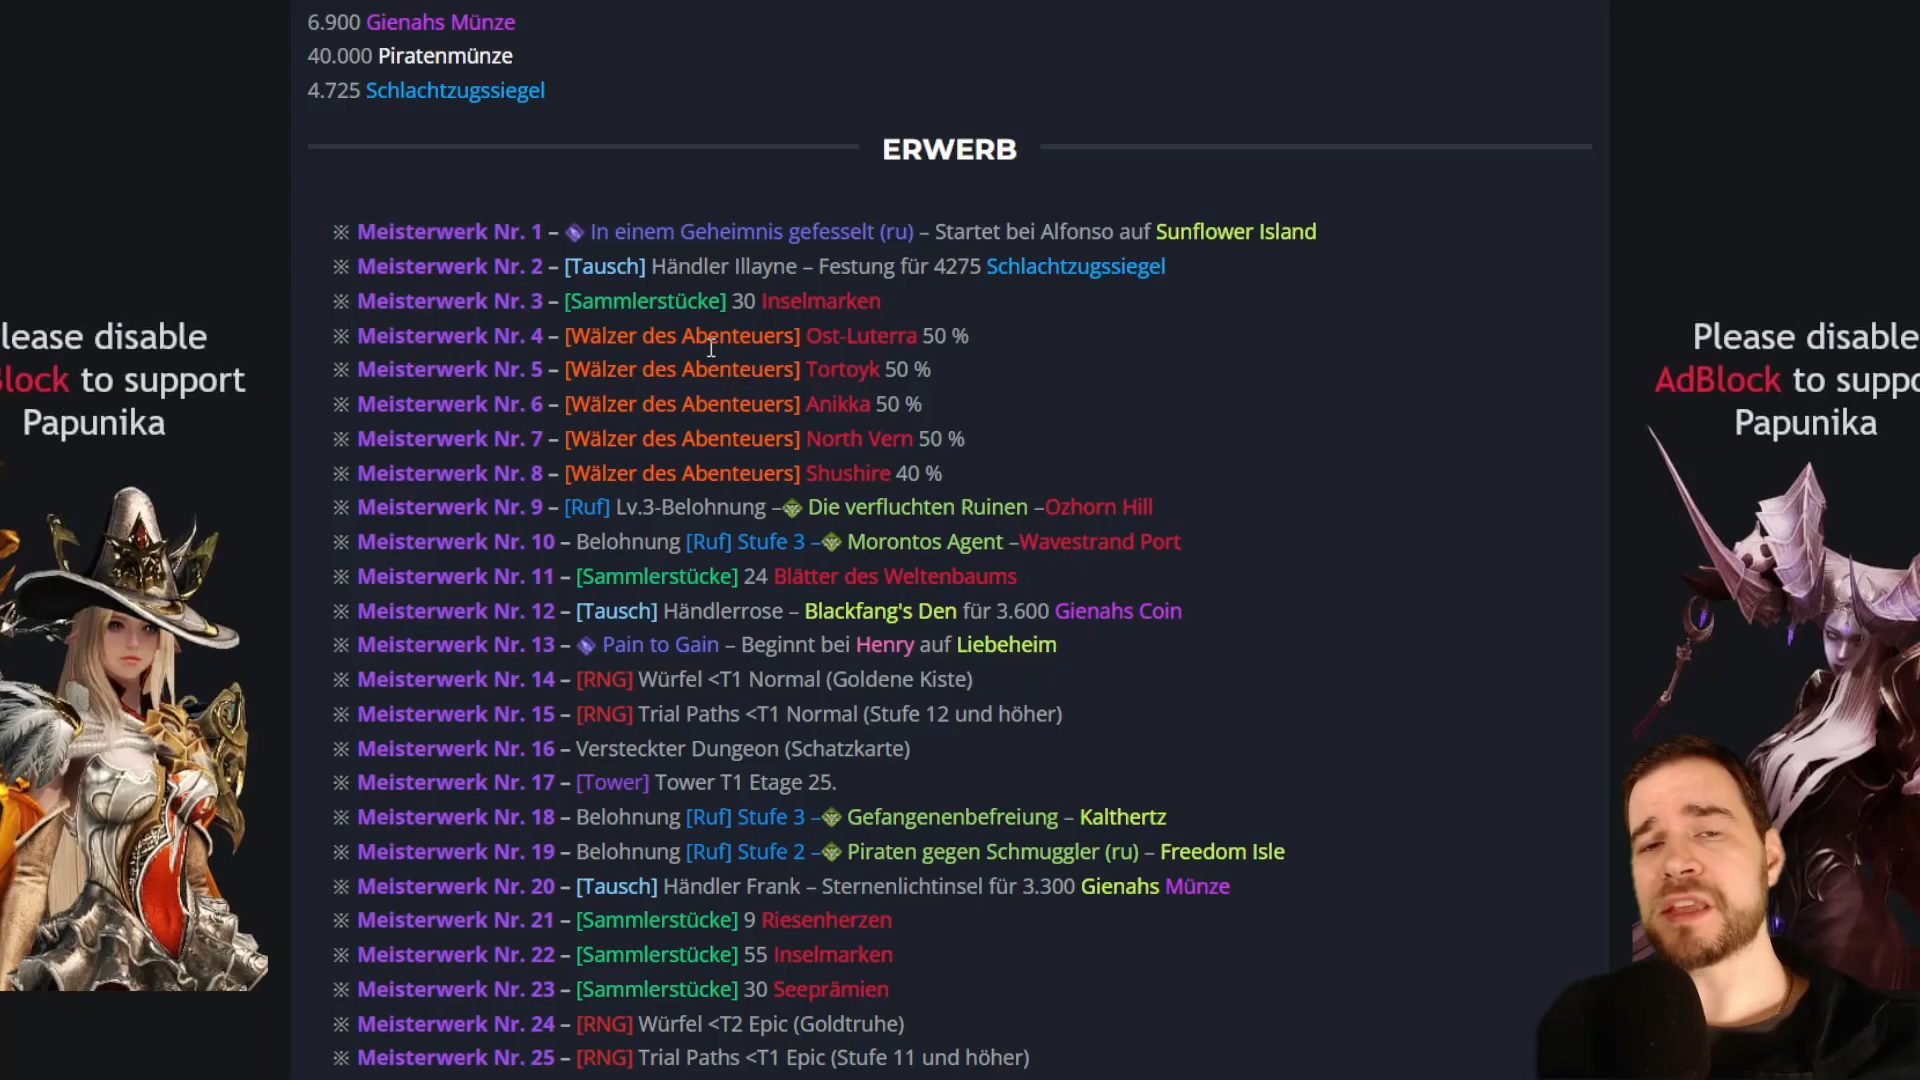 6.900 Gienahs Münze
40.000 Piratenmünze
4.725 Schlachtzugssiegel
ERWERB
※ Meisterwerk Nr. 1 – In einem Geheimnis gefesselt (ru) – Startet bei Alfonso auf Sunflower Island
※ Meisterwerk Nr. 2 – [Tausch] Händler Illayne – Festung für 4275 Schlachtzugssiegel
※ Meisterwerk Nr. 3 – [Sammlerstücke] 30 Inselmarken
※ Meisterwerk Nr. 4 – [Wälzer des Abenteuers] Ost-Luterra 50 %
※ Meisterwerk Nr. 5 – [Wälzer des Abenteuers] Tortoyk 50 %
※ Meisterwerk Nr. 6 – [Wälzer des Abenteuers] Anikka 50 %
※ Meisterwerk Nr. 7 – [Wälzer des Abenteuers] North Vern 50 %
※ Meisterwerk Nr. 8 – [Wälzer des Abenteuers] Shushire 40 %
※ Meisterwerk Nr. 9 – [Ruf] Lv.3-Belohnung – Die verfluchten Ruinen –Ozhorn Hill
※ Meisterwerk Nr. 10 – Belohnung [Ruf] Stufe 3 – Morontos Agent –Wavestrand Port
※ Meisterwerk Nr. 11 – [Sammlerstücke] 24 Blätter des Weltenbaums
※ Meisterwerk Nr. 12 – [Tausch] Händlerrose – Blackfang's Den für 3.600 Gienahs Coin
※ Meisterwerk Nr. 13 – Pain to Gain – Beginnt bei Henry auf Liebeheim
※ Meisterwerk Nr. 14 – [RNG] Würfel <T1 Normal (Goldene Kiste)
※ Meisterwerk Nr. 15 – [RNG] Trial Paths <T1 Normal (Stufe 12 und höher)
※ Meisterwerk Nr. 16 – Versteckter Dungeon (Schatzkarte)
※ Meisterwerk Nr. 17 – [Tower] Tower T1 Etage 25.
※ Meisterwerk Nr. 18 – Belohnung [Ruf] Stufe 3 – Gefangenenbefreiung – Kalthertz
※ Meisterwerk Nr. 19 – Belohnung [Ruf] Stufe 2 – Piraten gegen Schmuggler (ru) – Freedom Isle
※ Meisterwerk Nr. 20 – [Tausch] Händler Frank – Sternenlichtinsel für 3.300 Gienahs Münze
※ Meisterwerk Nr. 21 – [Sammlerstücke] 9 Riesenherzen
※ Meisterwerk Nr. 22 – [Sammlerstücke] 55 Inselmarken
※ Meisterwerk Nr. 23 – [Sammlerstücke] 30 Seeprämien
※ Meisterwerk Nr. 24 – [RNG] Würfel <T2 Epic (Goldtruhe)
※ Meisterwerk Nr. 25 – [RNG] Trial Paths <T1 Epic (Stufe 11 und höher)
lease disable
lock to support
Papunika
Please disable
AdBlock to suppo
Papunika